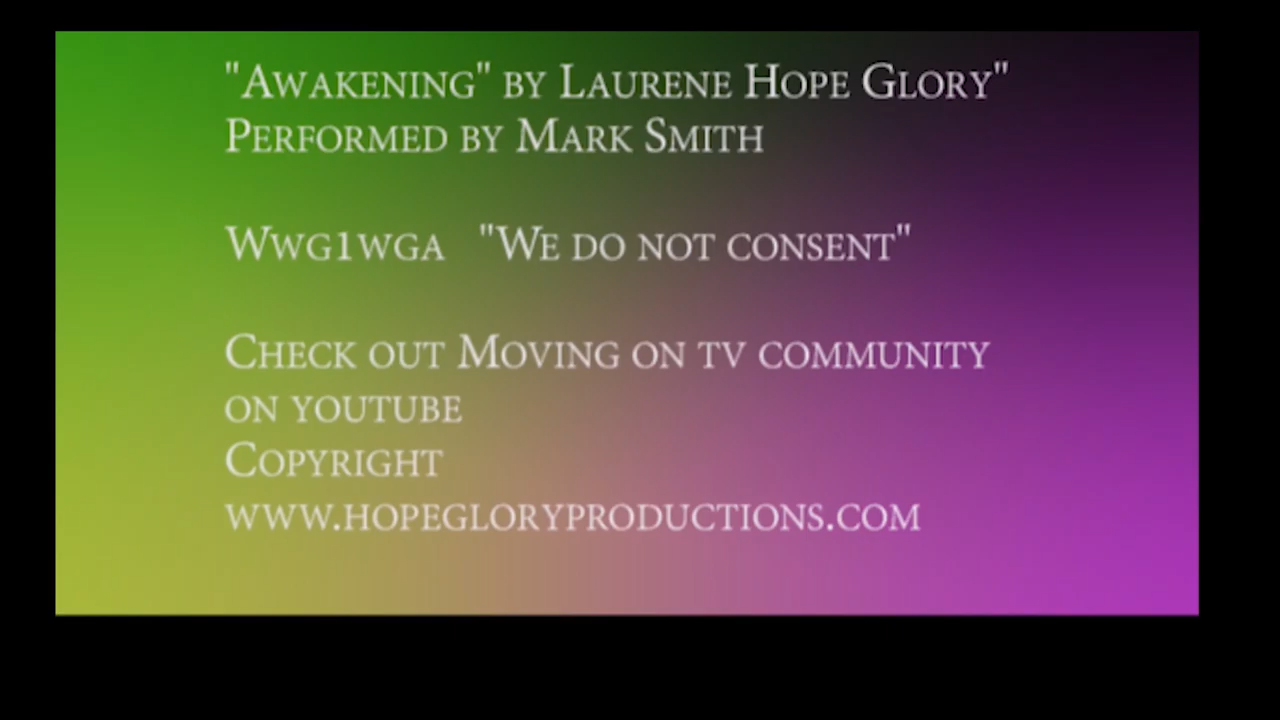 "Awakening" by Laurene Hope Glory"
Performed by Mark Smith
Wwg1wga "We do not consent"
Check out Moving on tv community
on youtube
Copyright
www.hopegloryproductions.com